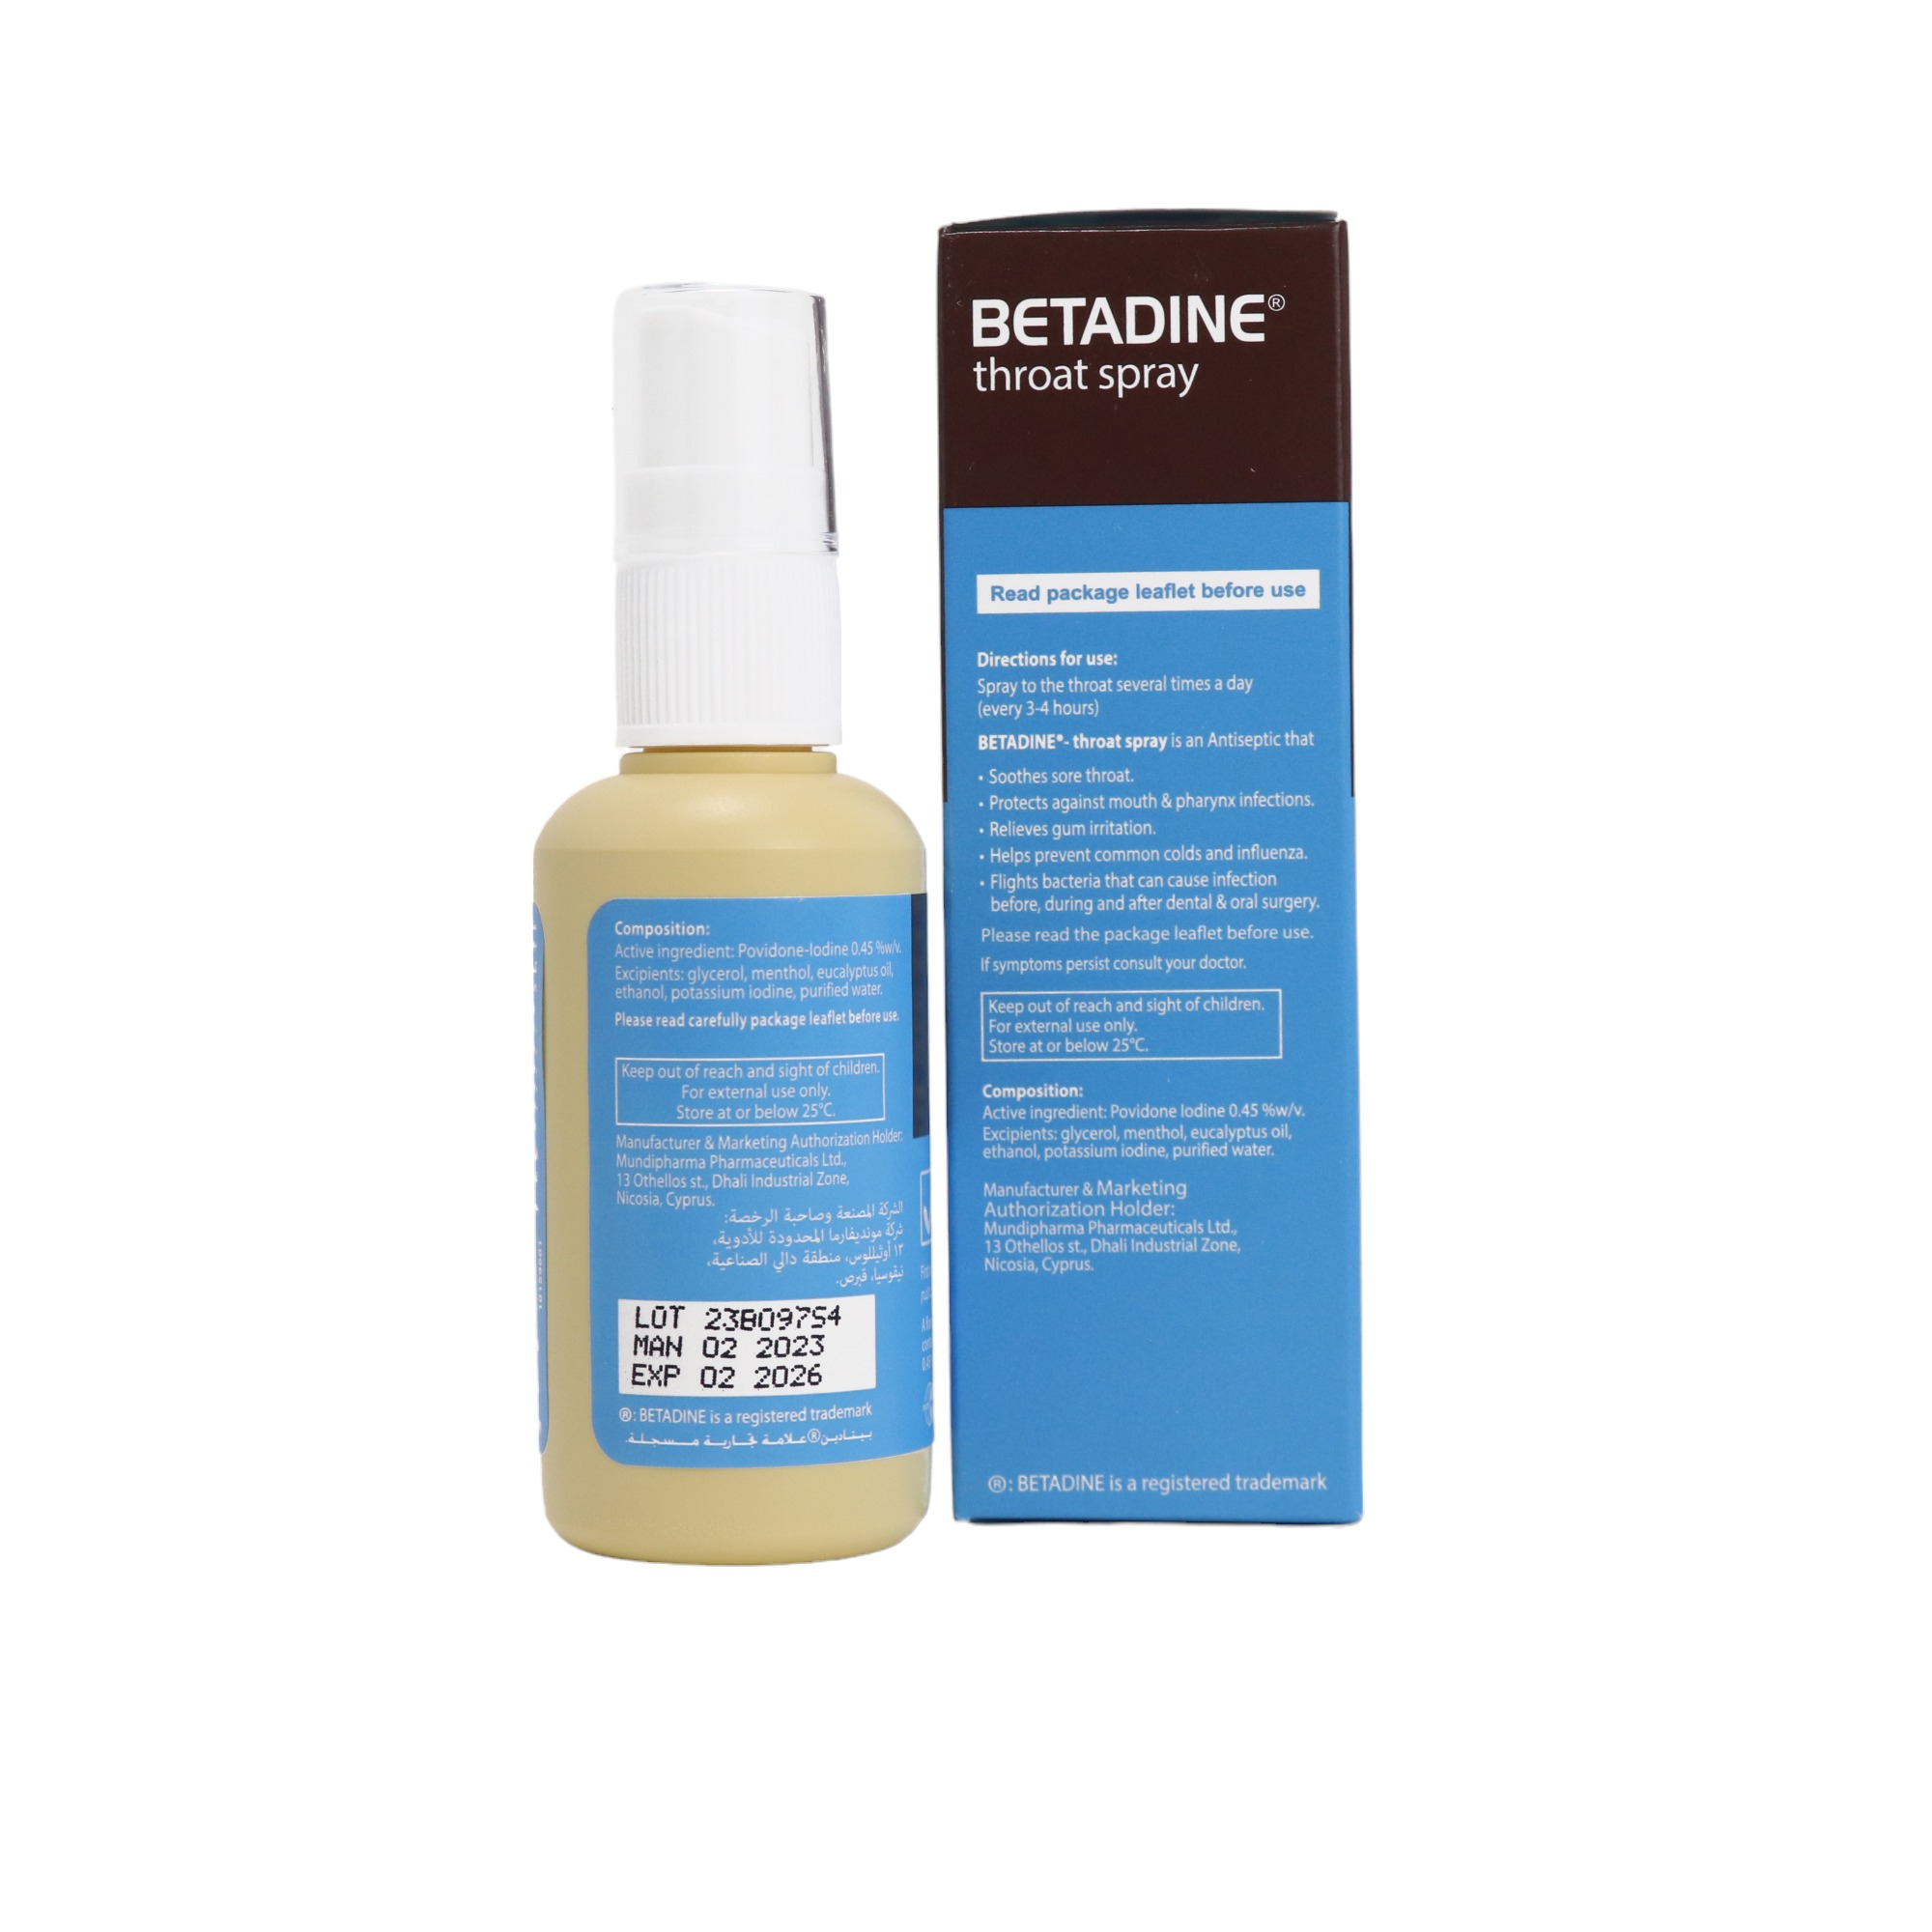 Composition:
Active ingredient: Povidone-Iodine 0.45 %w/v.
Excipients: glycerol, menthol, eucalyptus oil,
ethanol, potassium iodine, purified water.
Please read carefully package leaflet before use.
Keep out of reach and sight of children.
For external use only.
Store at or below 25°C.
Manufacturer & Marketing Authorization Holder:
Mundipharma Pharmaceuticals Ltd.,
13 Othellos st., Dhali Industrial Zone,
Nicosia, Cyprus.
الشركة المصنعة وصاحبة الرخصة:
شركة مونديفارما المحدودة للأدوية،
١٣ أوثيللوس، منطقة دالي الصناعية،
نيقوسيا، قبرص.
LOT 23B09754
MAN 02 2023
EXP 02 2026
®: BETADINE is a registered trademark
بيتادين® علامة تجارية مسجلة.
BETADINE®
throat spray
Read package leaflet before use
Directions for use:
Spray to the throat several times a day
(every 3-4 hours)
BETADINE®- throat spray is an Antiseptic that
• Soothes sore throat.
• Protects against mouth & pharynx infections.
• Relieves gum irritation.
• Helps prevent common colds and influenza.
• Flights bacteria that can cause infection
before, during and after dental & oral surgery.
Please read the package leaflet before use.
If symptoms persist consult your doctor.
Keep out of reach and sight of children.
For external use only.
Store at or below 25°C.
Composition:
Active ingredient: Povidone Iodine 0.45 %w/v.
Excipients: glycerol, menthol, eucalyptus oil,
ethanol, potassium iodine, purified water.
Manufacturer & Marketing
Authorization Holder:
Mundipharma Pharmaceuticals Ltd.,
13 Othellos st., Dhali Industrial Zone,
Nicosia, Cyprus.
®: BETADINE is a registered trademark